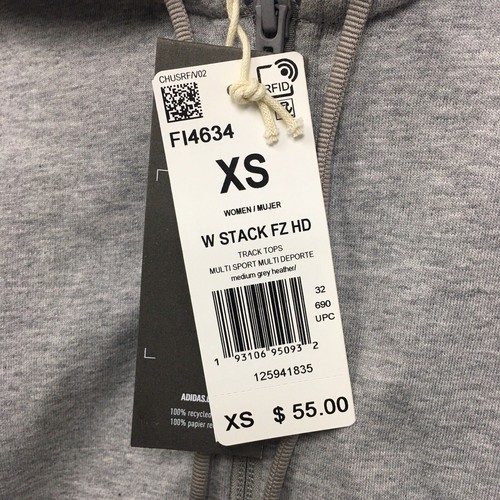 CHUSRF/V02
RFID
FI4634
XS
WOMEN / MUJER
W STACK FZ HD
TRACK TOPS
MULTI SPORT MULTI DEPORTE
medium grey heather/
32
690
UPC
1 93106 95093 2
125941835
XS $ 55.00
ADIDAS.
100% recycled
100% papier re